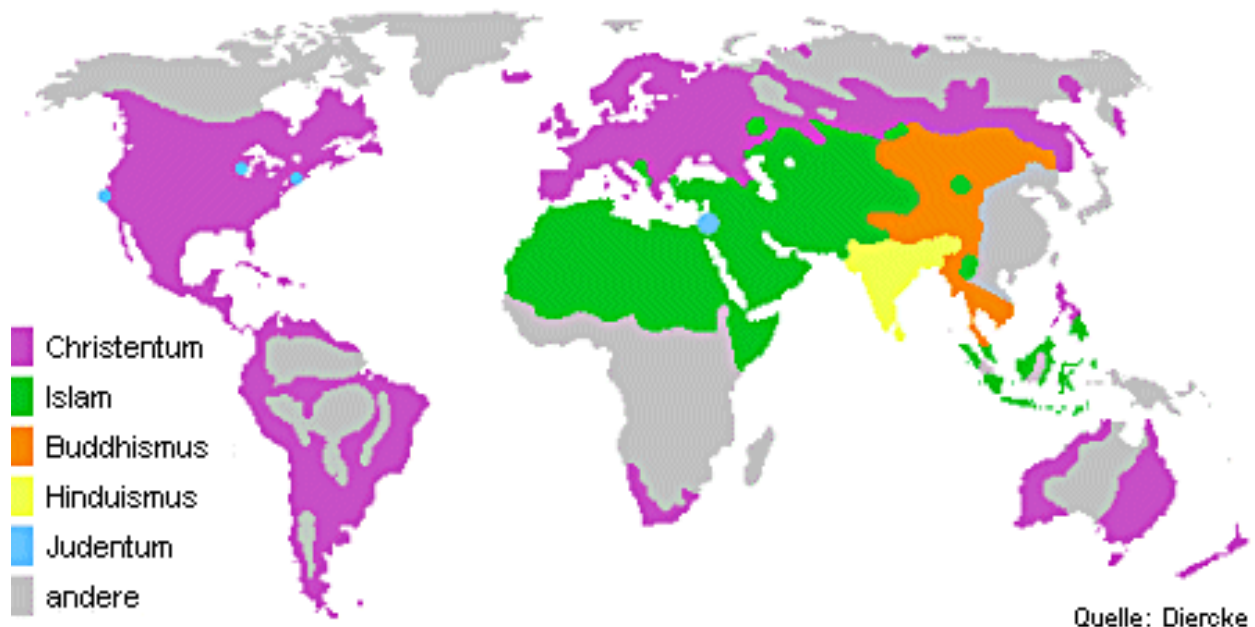 Christentum
Islam
Buddhismus
Hinduismus
Judentum
andere
Quelle: Diercke